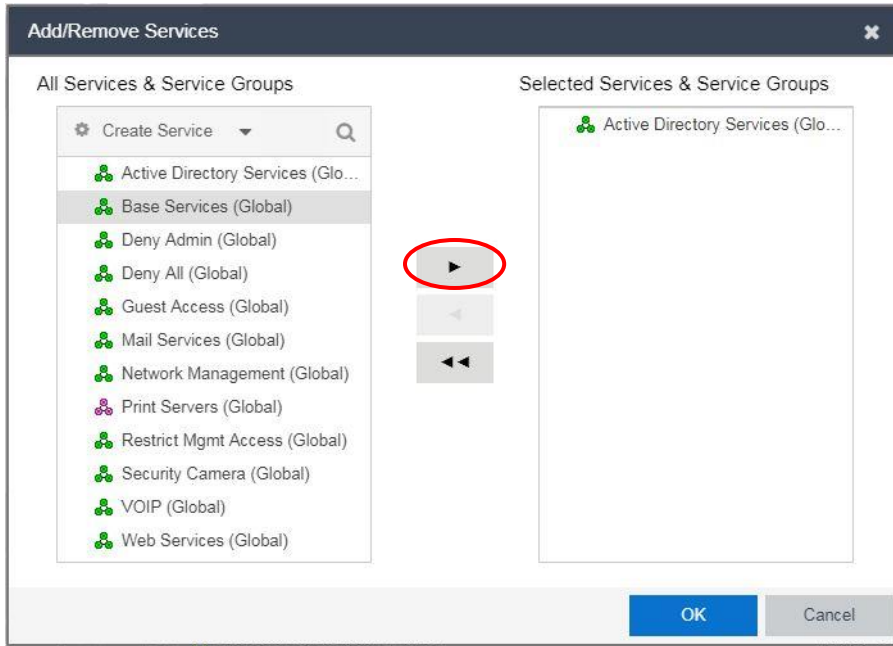 Add/Remove Services
All Services & Service Groups
Selected Services & Service Groups
Create Service
Active Directory Services (Glo...
Base Services (Global)
Deny Admin (Global)
Deny All (Global)
Guest Access (Global)
Mail Services (Global)
Network Management (Global)
Print Servers (Global)
Restrict Mgmt Access (Global)
Security Camera (Global)
VOIP (Global)
Web Services (Global)
Active Directory Services (Glo...
OK
Cancel